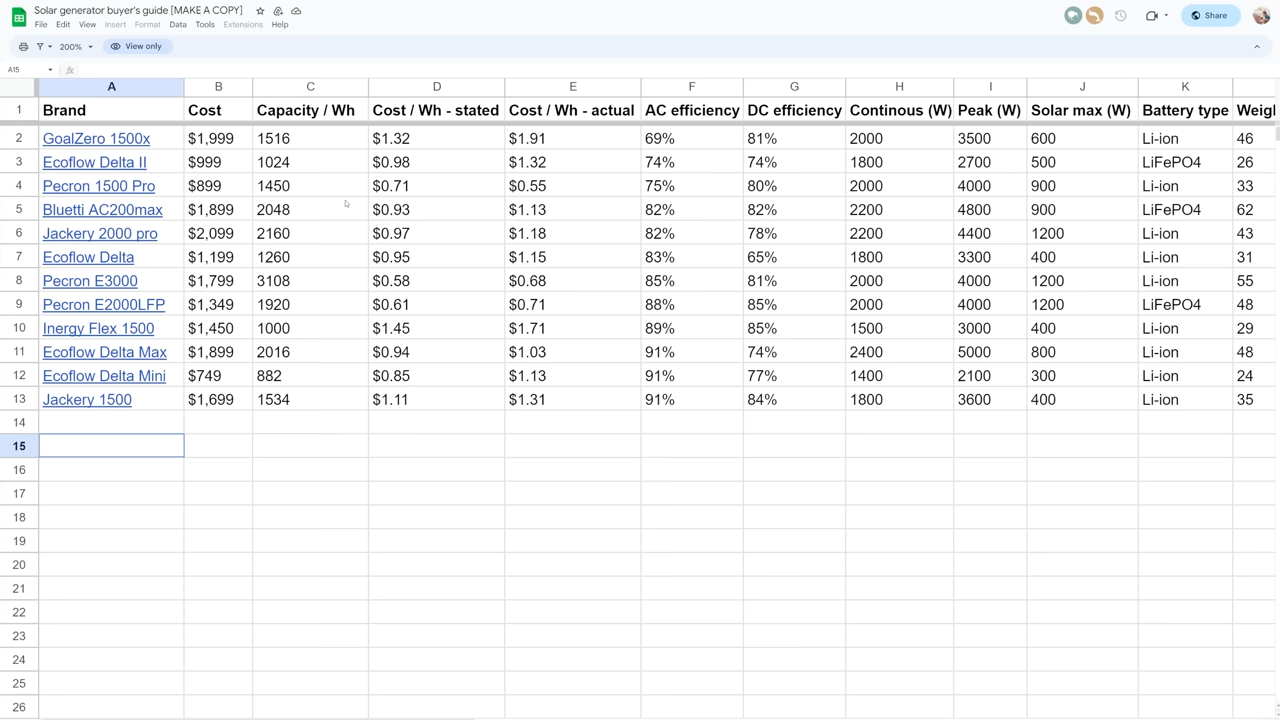 Solar generator buyer's guide [MAKE A COPY]
File Edit View Insert Format Data Tools Extensions Help
Share
200% View only
A15 fx
A B C D E F G H I J K
1 Brand Cost Capacity / Wh Cost / Wh - stated Cost / Wh - actual AC efficiency DC efficiency Continous (W) Peak (W) Solar max (W) Battery type Weigl
2 GoalZero 1500x $1,999 1516 $1.32 $1.91 69% 81% 2000 3500 600 Li-ion 46
3 Ecoflow Delta II $999 1024 $0.98 $1.32 74% 74% 1800 2700 500 LiFePO4 26
4 Pecron 1500 Pro $899 1450 $0.71 $0.55 75% 80% 2000 4000 900 Li-ion 33
5 Bluetti AC200max $1,899 2048 $0.93 $1.13 82% 82% 2200 4800 900 LiFePO4 62
6 Jackery 2000 pro $2,099 2160 $0.97 $1.18 82% 78% 2200 4400 1200 Li-ion 43
7 Ecoflow Delta $1,199 1260 $0.95 $1.15 83% 65% 1800 3300 400 Li-ion 31
8 Pecron E3000 $1,799 3108 $0.58 $0.68 85% 81% 2000 4000 1200 Li-ion 55
9 Pecron E2000LFP $1,349 1920 $0.61 $0.71 88% 85% 2000 4000 1200 LiFePO4 48
10 Inergy Flex 1500 $1,450 1000 $1.45 $1.71 89% 85% 1500 3000 400 Li-ion 29
11 Ecoflow Delta Max $1,899 2016 $0.94 $1.03 91% 74% 2400 5000 800 Li-ion 48
12 Ecoflow Delta Mini $749 882 $0.85 $1.13 91% 77% 1400 2100 300 Li-ion 24
13 Jackery 1500 $1,699 1534 $1.11 $1.31 91% 84% 1800 3600 400 Li-ion 35
14
15
16
17
18
19
20
21
22
23
24
25
26